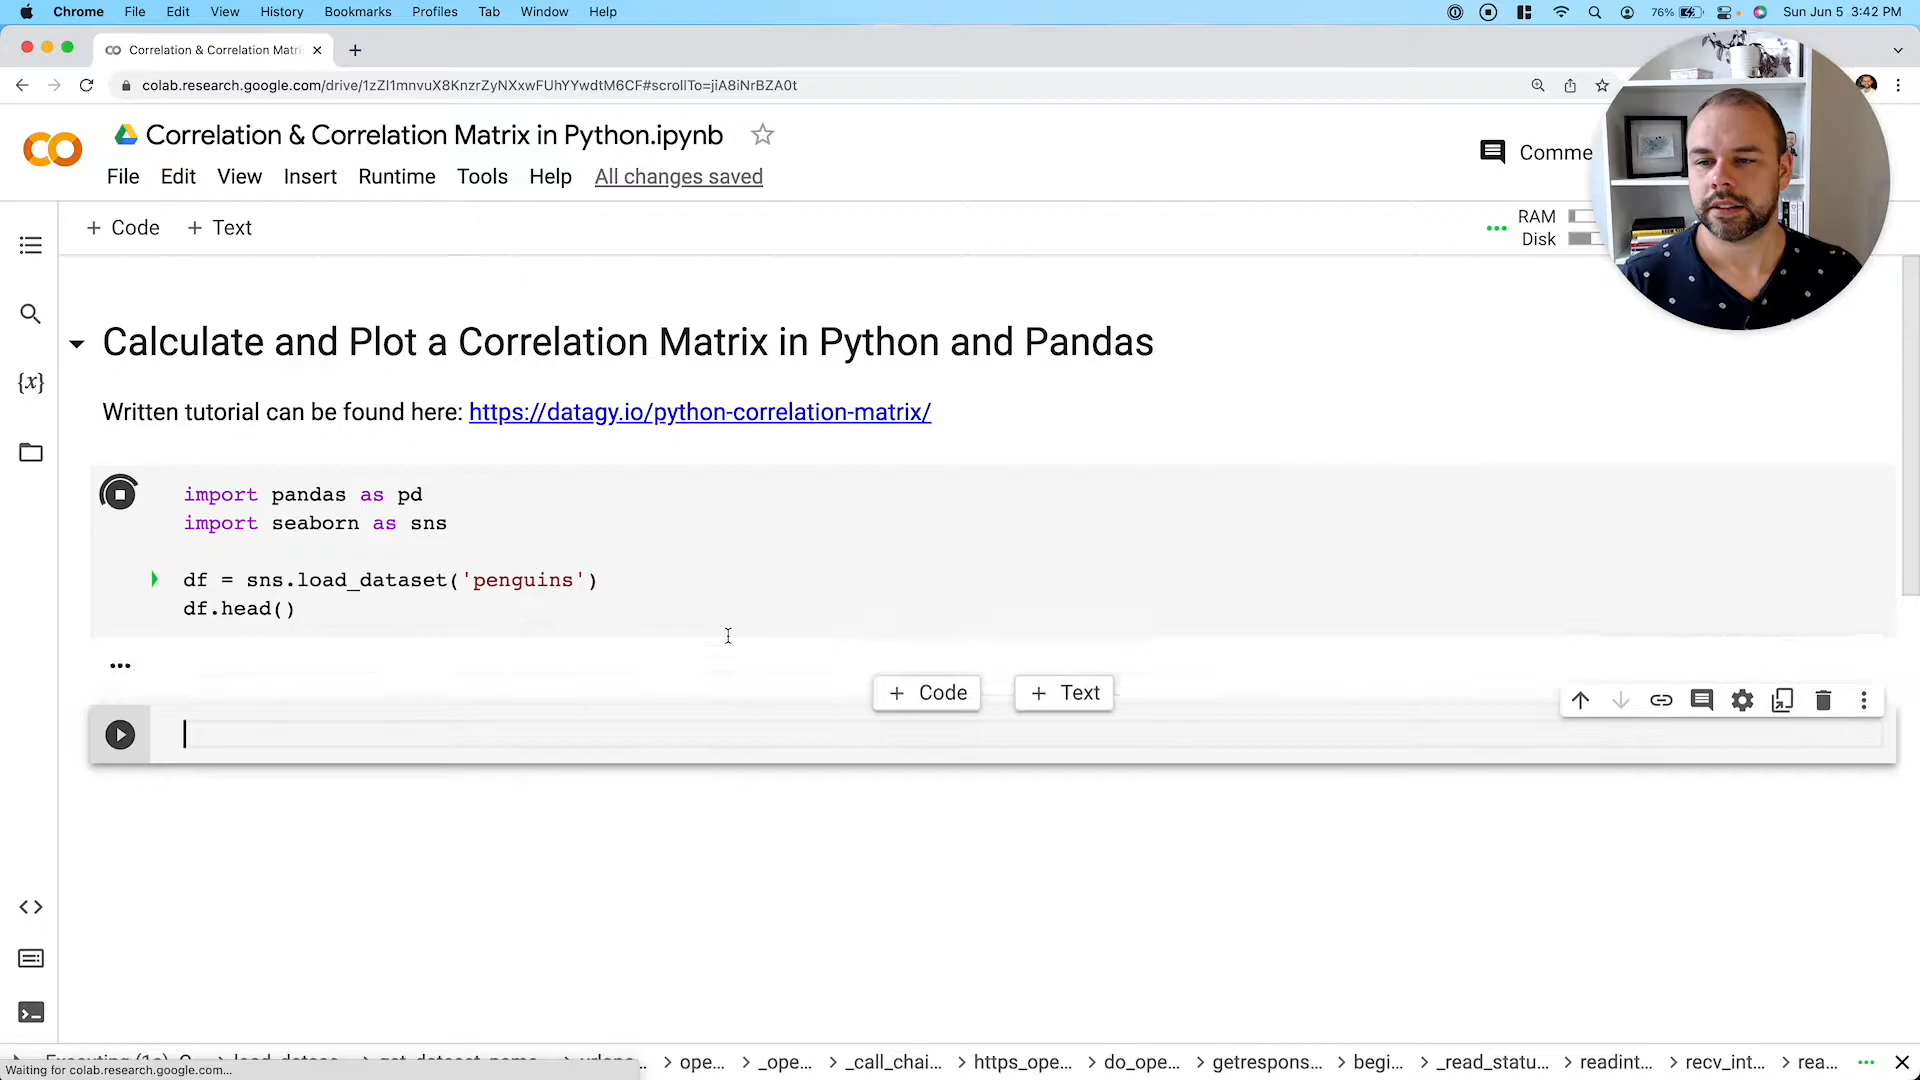 Chrome File Edit View History Bookmarks Profiles Tab Window Help 76% Sun Jun 5 3:42 PM
Correlation & Correlation Matri
colab.research.google.com/drive/1zZI1mnvuX8KnzrZyNXxwFUhYYwdtM6CF#scrollTo=jiA8iNrBZA0t
Correlation & Correlation Matrix in Python.ipynb
Comme
File Edit View Insert Runtime Tools Help All changes saved
+ Code + Text
RAM
Disk
Calculate and Plot a Correlation Matrix in Python and Pandas
Written tutorial can be found here: https://datagy.io/python-correlation-matrix/
import pandas as pd
import seaborn as sns
df = sns.load_dataset('penguins')
df.head()
+ Code + Text
ope... > _ope... > _call_chai... > https_ope... > do_ope... > getrespons... > begi... > _read_statu... > readint... > recv_int... > rea...
Waiting for colab.research.google.com...